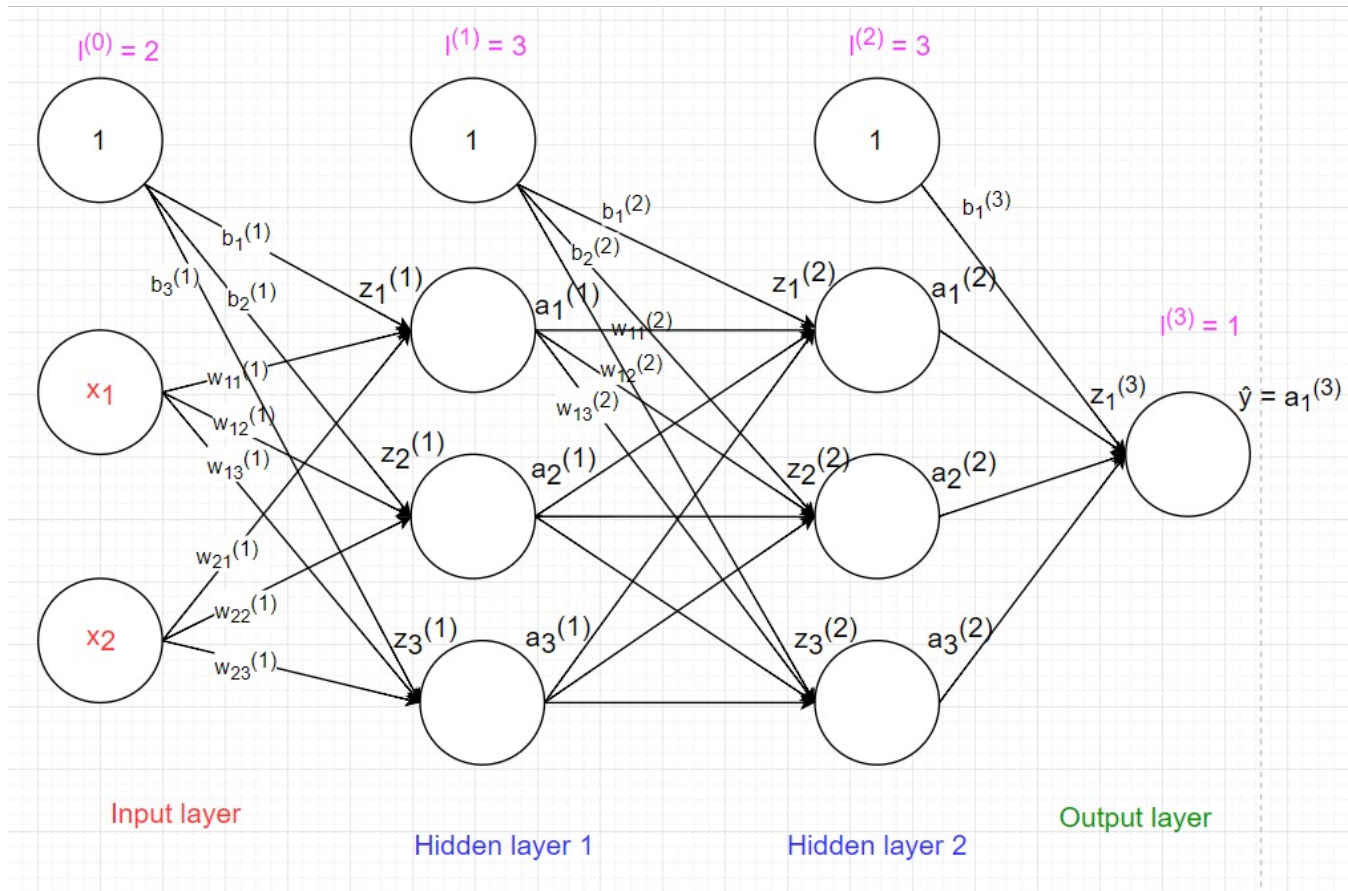 l(0) = 2
l(1) = 3
l(2) = 3
1
1
1
b1(1)
b1(2)
b1(3)
b2(2)
b3(1)
b2(1)
z1(1)
a1(1)
z1(2)
a1(2)
l(3) = 1
w11(2)
w12(2)
w13(2)
x1
w11(1)
w12(1)
w13(1)
z1(3)
ŷ = a1(3)
z2(1)
a2(1)
z2(2)
a2(2)
w21(1)
w22(1)
w23(1)
x2
z3(1)
a3(1)
z3(2)
a3(2)
Input layer
Hidden layer 1
Hidden layer 2
Output layer